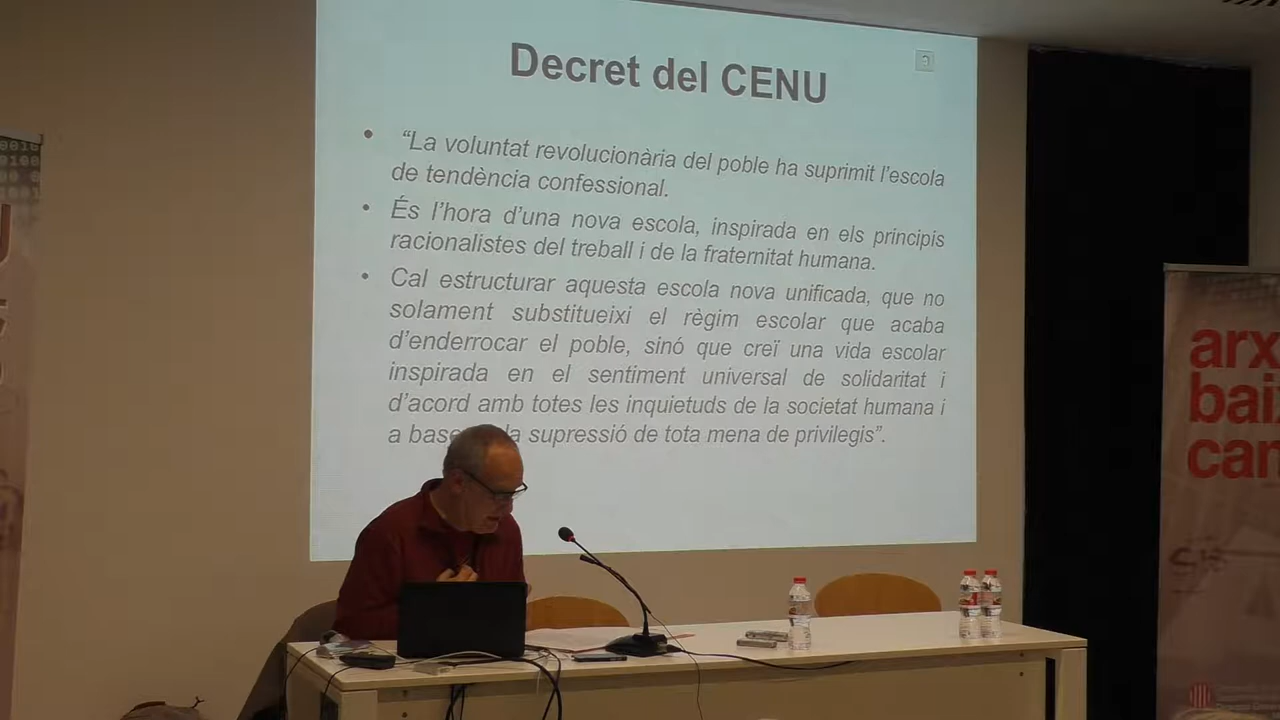 Decret del CENU
“La voluntat revolucionària del poble ha suprimit l’escola
de tendència confessional.
És l’hora d’una nova escola, inspirada en els principis
racionalistes del treball i de la fraternitat humana.
Cal estructurar aquesta escola nova unificada, que no
solament substitueixi el règim escolar que acaba
d’enderrocar el poble, sinó que creï una vida escolar
inspirada en el sentiment universal de solidaritat i
d’acord amb totes les inquietuds de la societat humana i
a base la supressió de tota mena de privilegis”.
arx
bai
can